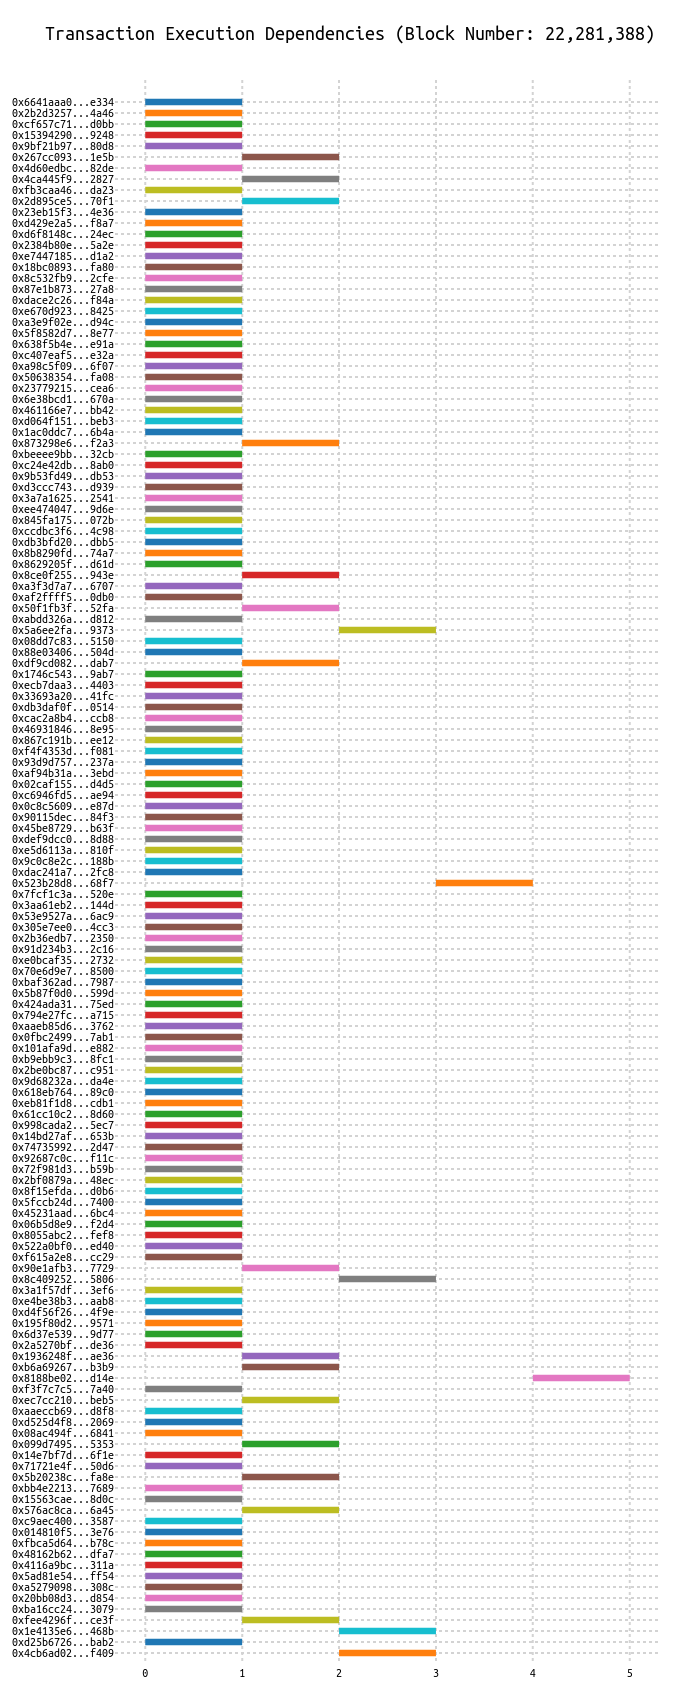 Transaction Execution Dependencies (Block Number: 22,281,388)
0x6641aaa0...e334
0x2b2d3257...4a46
0xcf657c71...d0bb
0x15394290...9248
0x9bf21b97...80d8
0x267cc093...1e5b
0x4d60edbc...82de
0x4ca445f9...2827
0xfb3caa46...da23
0x2d895ce5...70f1
0x23eb15f3...4e36
0xd429e2a5...f8a7
0xd6f8148c...24ec
0x2384b80e...5a2e
0xe7447185...d1a2
0x18bc0893...fa80
0x8c532fb9...2cfe
0x87e1b873...27a8
0xdace2c26...f84a
0xe670d923...8425
0xa3e9f02e...d94c
0x5f8582d7...8e77
0x638f5b4e...e91a
0xc407eaf5...e32a
0xa98c5f09...6f07
0x50638354...fa08
0x23779215...cea6
0x6e38bcd1...670a
0x461166e7...bb42
0xd064f151...beb3
0x1ac0ddc7...6b4a
0x873298e6...f2a3
0xbeeee9bb...32cb
0xc24e42db...8ab0
0x9b53fd49...db53
0xd3ccc743...d939
0x3a7a1625...2541
0xee474047...9d6e
0x845fa175...072b
0xccdbc3f6...4c98
0xdb3bfd20...dbb5
0x8b8290fd...74a7
0x8629205f...d61d
0x8ce0f255...943e
0xa3f3d7a7...6707
0xaf2ffff5...0db0
0x50f1fb3f...52fa
0xabdd326a...d812
0x5a6ee2fa...9373
0x08dd7c83...5150
0x88e03406...504d
0xdf9cd082...dab7
0x1746c543...9ab7
0xecb7daa3...4403
0x33693a20...41fc
0xdb3daf0f...0514
0xcac2a8b4...ccb8
0x46931846...8e95
0x867c191b...ee12
0xf4f4353d...f081
0x93d9d757...237a
0xaf94b31a...3ebd
0x02caf155...d4d5
0xc6946fd5...ae94
0x0c8c5609...e87d
0x90115dec...84f3
0x45be8729...b63f
0xdef9dcc0...8d88
0xe5d6113a...810f
0x9c0c8e2c...188b
0xdac241a7...2fc8
0x523b28d8...68f7
0x7fcf1c3a...520e
0x3aa61eb2...144d
0x53e9527a...6ac9
0x305e7ee0...4cc3
0x2b36edb7...2350
0x91d234b3...2c16
0xe0bcaf35...2732
0x70e6d9e7...8500
0xbaf362ad...7987
0x5b87f0d0...599d
0x424ada31...75ed
0x794e27fc...a715
0xaaeb85d6...3762
0x0fbc2499...7ab1
0x101afa9d...e882
0xb9ebb9c3...8fc1
0x2be0bc87...c951
0x9d68232a...da4e
0x618eb764...89c0
0xeb81f1d8...cdb1
0x61cc10c2...8d60
0x998cada2...5ec7
0x14bd27af...653b
0x74735992...2d47
0x92687c0c...f11c
0x72f981d3...b59b
0x2bf0879a...48ec
0x8f15efda...d0b6
0x5fccb24d...7400
0x45231aad...6bc4
0x06b5d8e9...f2d4
0x8055abc2...fef8
0x522a0bf0...ed40
0xf615a2e8...cc29
0x90e1afb3...7729
0x8c409252...5806
0x3a1f57df...3ef6
0xe4be38b3...aab8
0xd4f56f26...4f9e
0x195f80d2...9571
0x6d37e539...9d77
0x2a5270bf...de36
0x1936248f...ae36
0xb6a69267...b3b9
0x8188be02...d14e
0xf3f7c7c5...7a40
0xec7cc210...beb5
0xaaeccb69...d8f8
0xd525d4f8...2069
0x08ac494f...6841
0x099d7495...5353
0x14e7bf7d...6f1e
0x71721e4f...50d6
0x5b20238c...fa8e
0xbb4e2213...7689
0x15563cae...8d0c
0x576ac8ca...6a45
0xc9aec400...3587
0x014810f5...3e76
0xfbca5d64...b78c
0x48162b62...dfa7
0x4116a9bc...311a
0x5ad81e54...ff54
0xa5279098...308c
0x20bb08d3...d854
0xba16cc24...3079
0xfee4296f...ce3f
0x1e4135e6...468b
0xd25b6726...bab2
0x4cb6ad02...f409
0 1 2 3 4 5